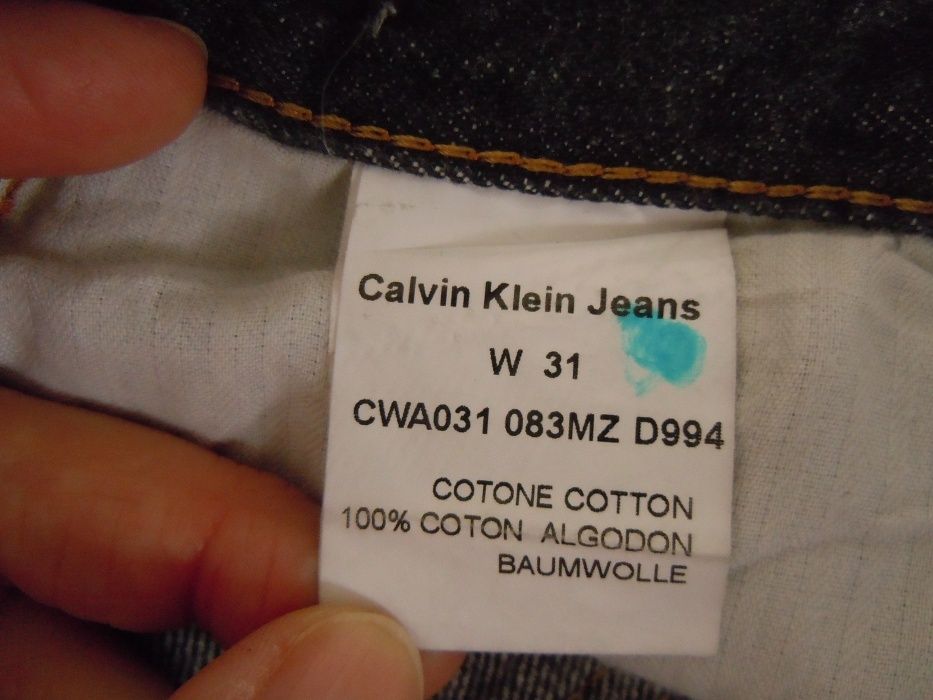 Calvin Klein Jeans
W 31
CWA031 083MZ D994
COTONE COTTON
100% COTON ALGODON
BAUMWOLLE